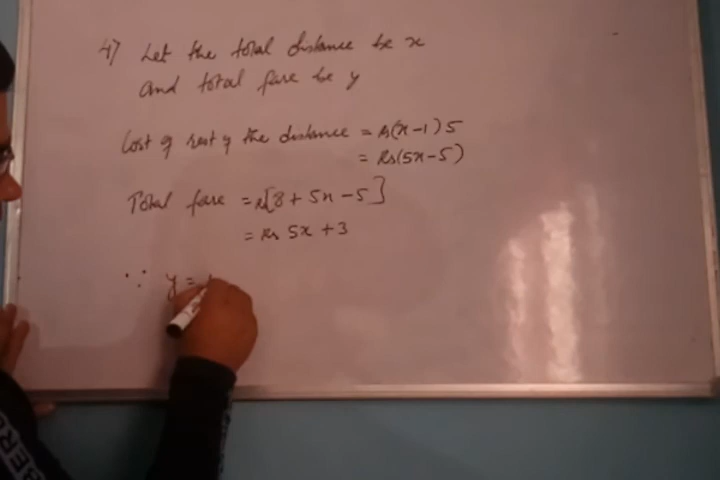 4) Let the total distance be x
and total fare be y
Cost of rest of the distance = Rs(x-1)5
= Rs(5x-5)
Total fare = Rs[8+5x-5]
= Rs 5x+3
∵ y =
BERG